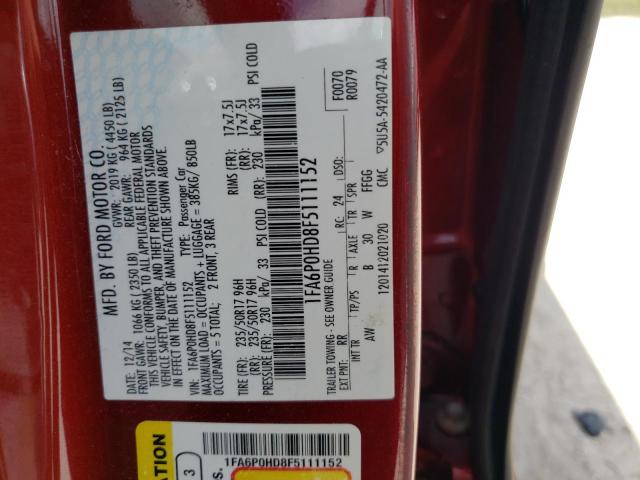 MFD. BY FORD MOTOR CO.
DATE: 12/14 GVWR: 2019 KG ( 4450 LB)
FRONT GAWR: 1066 KG ( 2350 LB) REAR GAWR: 964 KG ( 2125 LB)
THIS VEHICLE CONFORMS TO ALL APPLICABLE FEDERAL MOTOR
VEHICLE SAFETY, BUMPER, AND THEFT PREVENTION STANDARDS
IN EFFECT ON THE DATE OF MANUFACTURE SHOWN ABOVE.
VIN: 1FA6P0HD8F5111152 TYPE: Passenger Car
MAXIMUM LOAD = OCCUPANTS + LUGGAGE = 385KG/ 850LB
OCCUPANTS = 5 TOTAL; 2 FRONT, 3 REAR
TIRE (FR): 235/50R17 96H RIMS (FR): 17x7.5J
TIRE (RR): 235/50R17 96H (RR): 17x7.5J
PRESSURE (FR): 230 kPa/ 33 PSI COLD (RR): 230 kPa/ 33 PSI COLD
1FA6P0HD8F5111152
TRAILER TOWING - SEE OWNER GUIDE F0070
EXT PNT: RR RC: 24 DSO: R0079
INT TR TP/PS R AXLE TR SPR
AW B 30 W FFGG
1201412021020 CMC ▽5U5A-5420472-AA
3
1FA6P0HD8F5111152